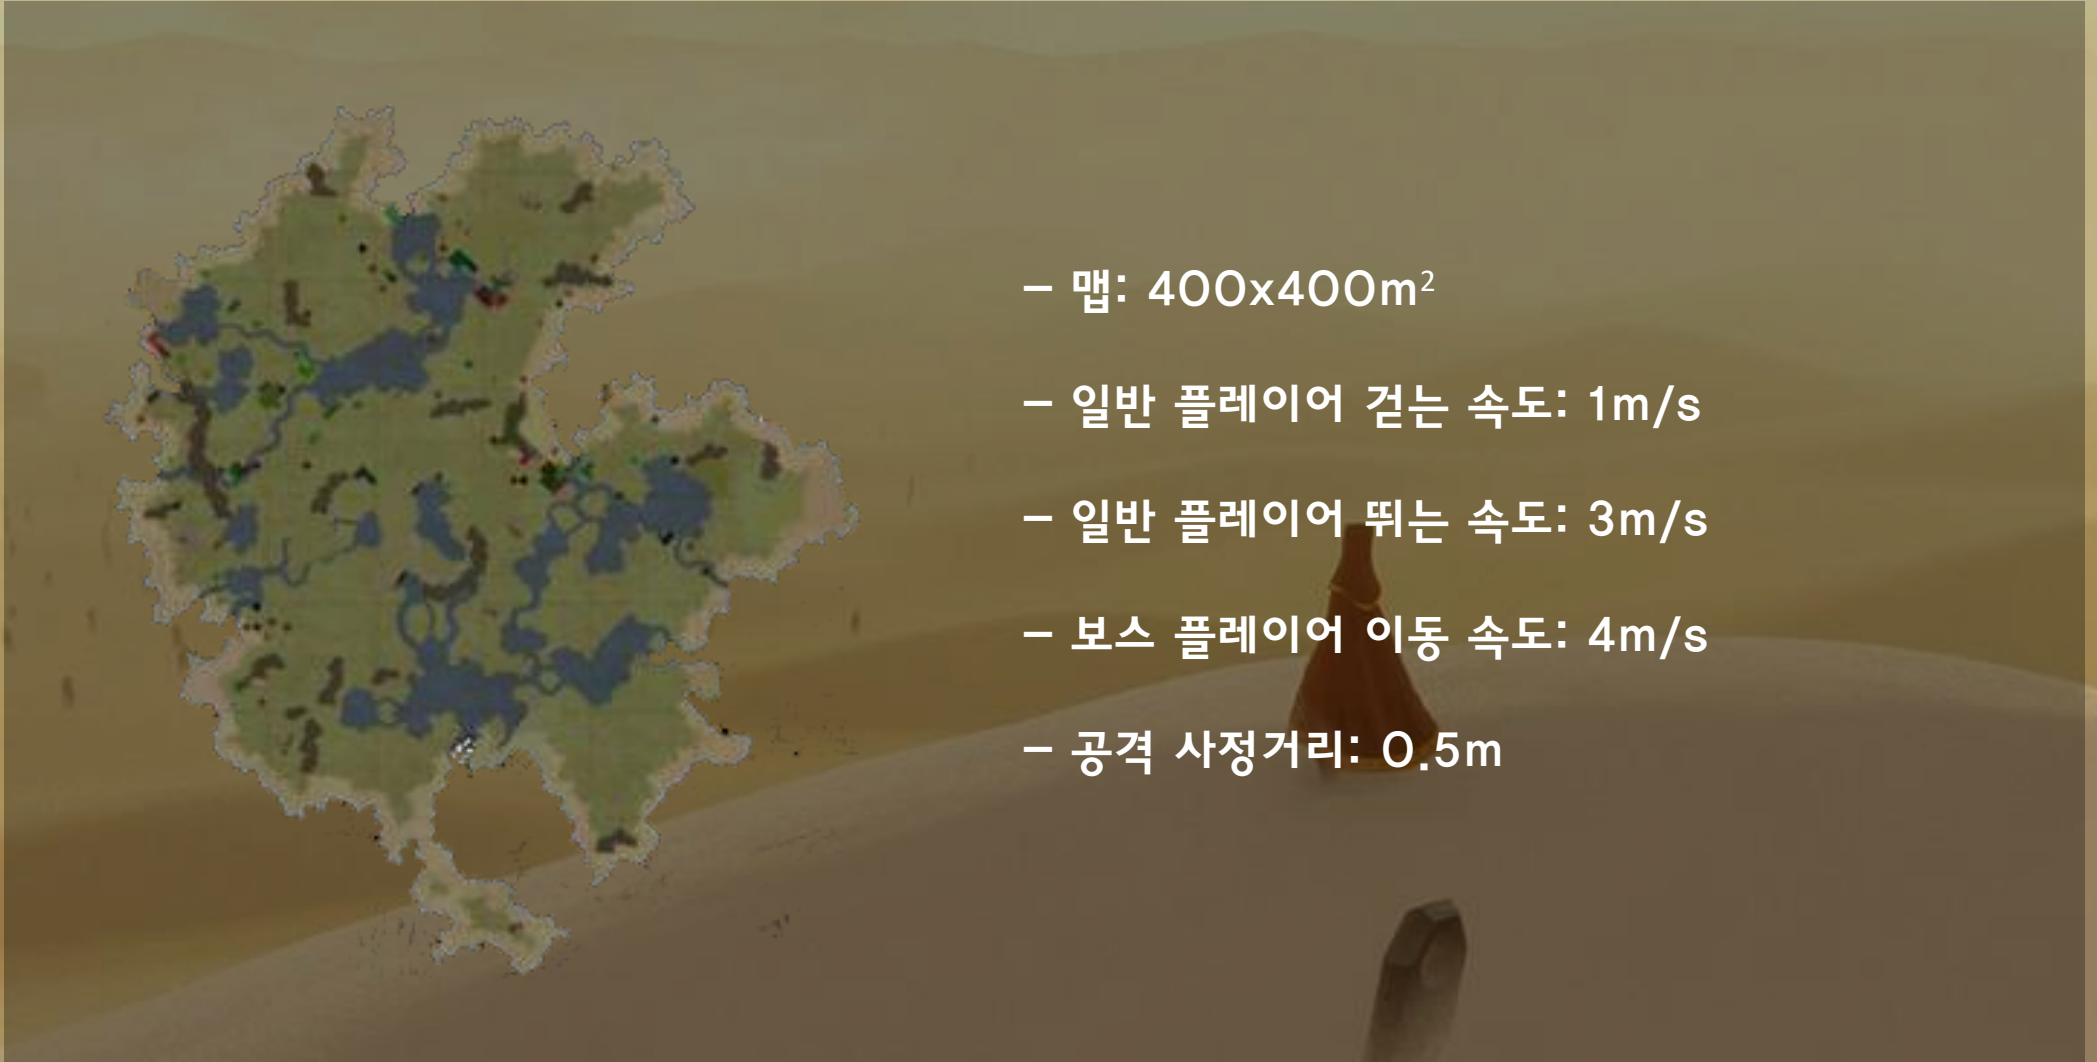 – 맵: 400x400m²
– 일반 플레이어 걷는 속도: 1m/s
– 일반 플레이어 뛰는 속도: 3m/s
– 보스 플레이어 이동 속도: 4m/s
– 공격 사정거리: 0.5m